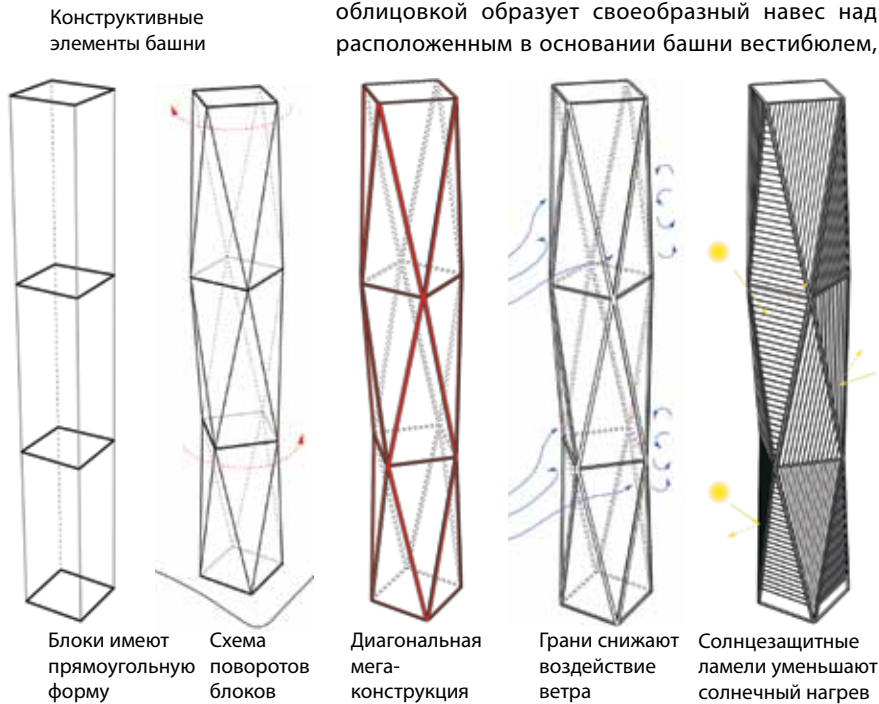 Конструктивные
элементы башни
облицовкой образует своеобразный навес над
расположенным в основании башни вестибюлем,
Блоки имеют
прямоугольную
форму
Схема
поворотов
блоков
Диагональная
мега-
конструкция
Грани снижают
воздействие
ветра
Солнцезащитные
ламели уменьшают
солнечный нагрев